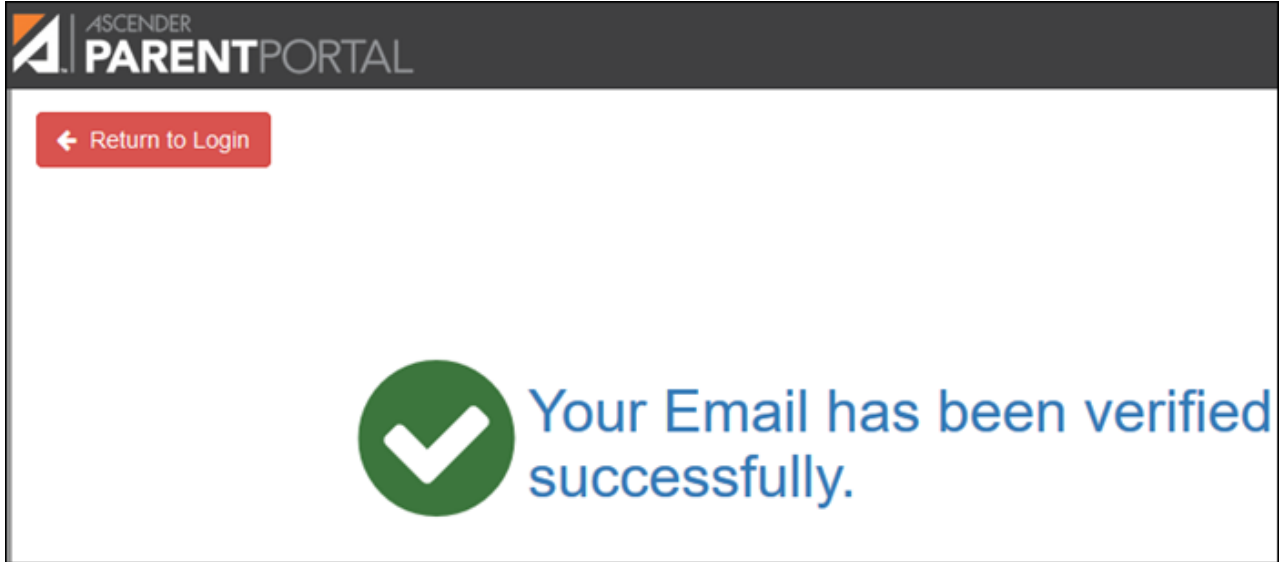 ASCENDER
PARENTPORTAL
Return to Login
Your Email has been verified
successfully.